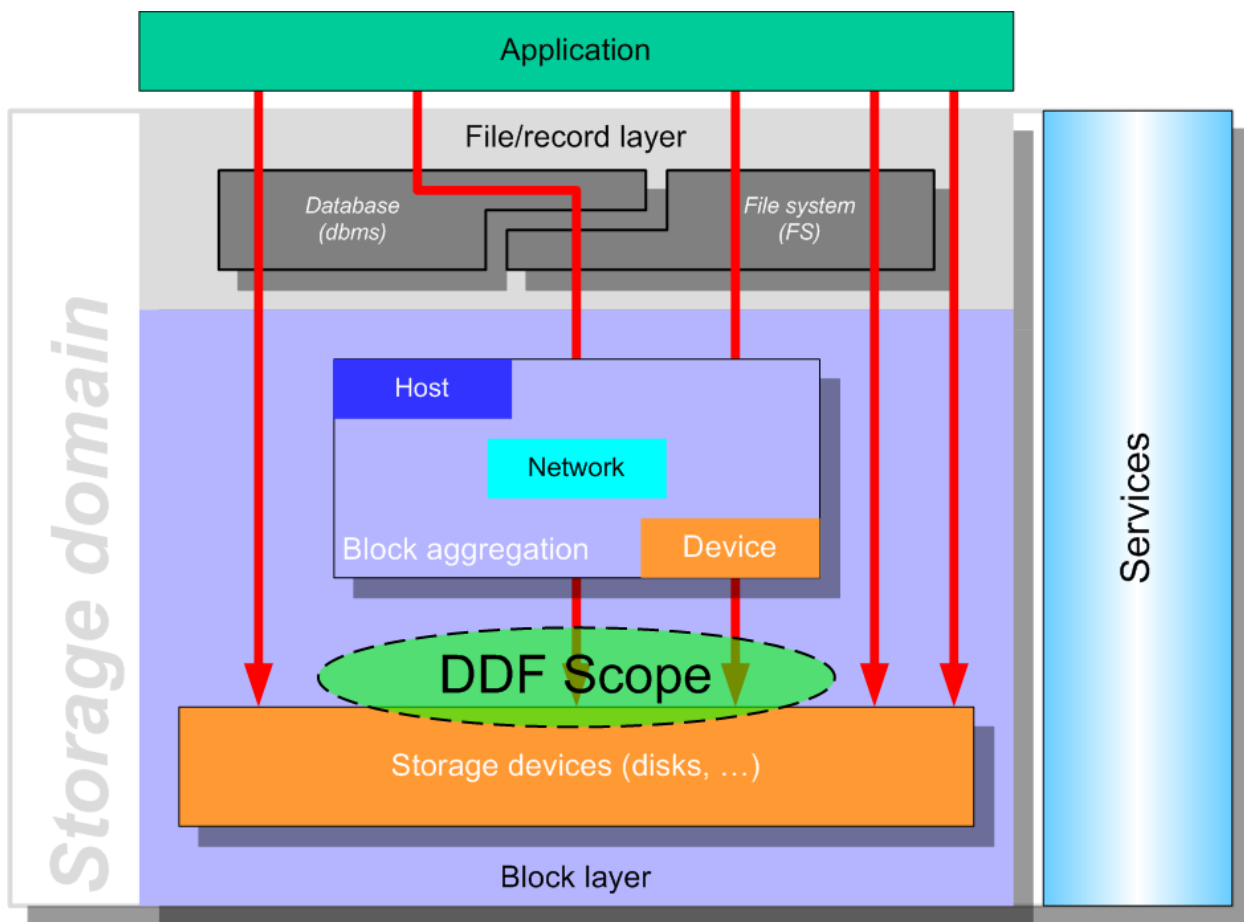 Application
File/record layer
Database
(dbms)
File system
(FS)
Host
Network
Block aggregation
Device
DDF Scope
Storage devices (disks, …)
Block layer
Storage domain
Services